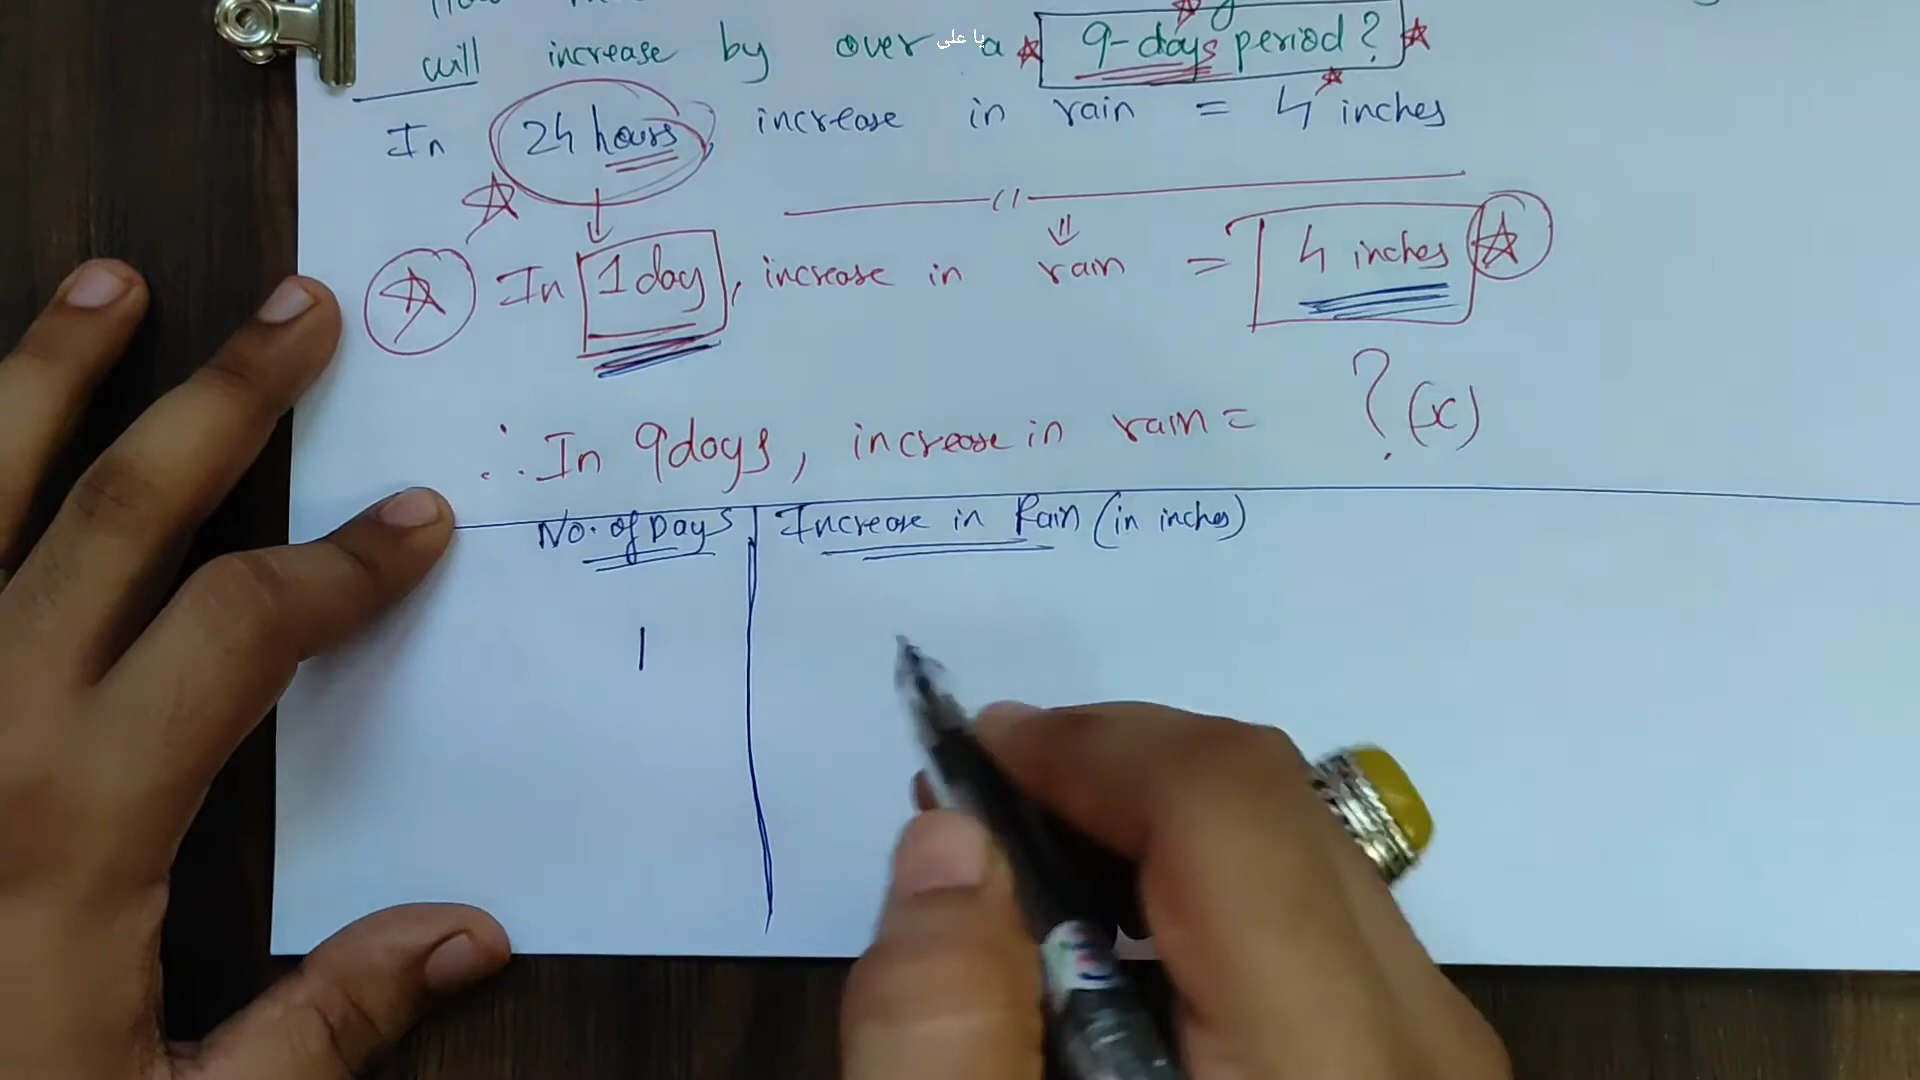 will increase by over a 9-days period?
يا على
In 24 hours, increase in rain = 4 inches
In 1 day, increase in rain = 4 inches
∴ In 9 days, increase in rain = ? (x)
No. of Days Increase in Rain (in inches)
1